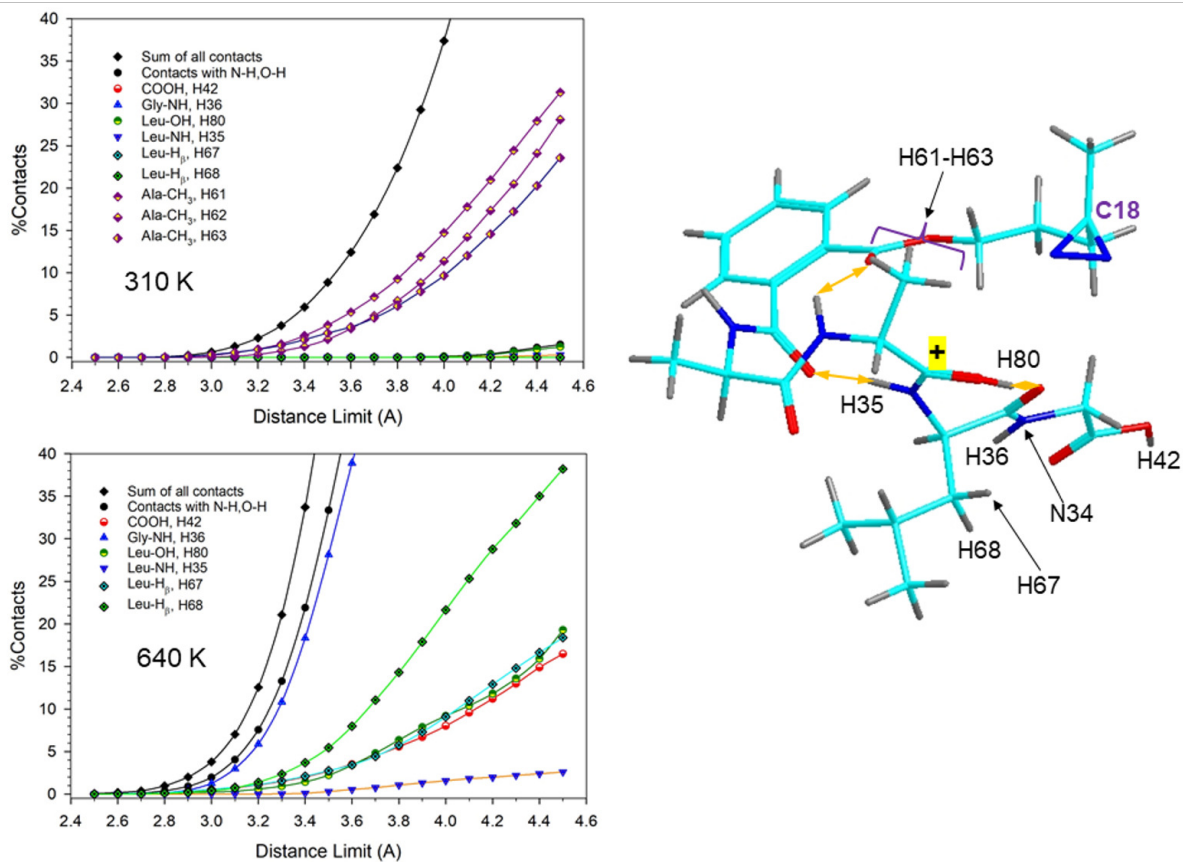 40
35
30
25
20
15
10
5
0
%Contacts
Sum of all contacts
Contacts with N-H,O-H
COOH, H42
Gly-NH, H36
Leu-OH, H80
Leu-NH, H35
Leu-Hβ, H67
Leu-Hβ, H68
Ala-CH3, H61
Ala-CH3, H62
Ala-CH3, H63
310 K
2.4 2.6 2.8 3.0 3.2 3.4 3.6 3.8 4.0 4.2 4.4 4.6
Distance Limit (A)
40
35
30
25
20
15
10
5
0
%Contacts
Sum of all contacts
Contacts with N-H,O-H
COOH, H42
Gly-NH, H36
Leu-OH, H80
Leu-NH, H35
Leu-Hβ, H67
Leu-Hβ, H68
640 K
2.4 2.6 2.8 3.0 3.2 3.4 3.6 3.8 4.0 4.2 4.4 4.6
Distance Limit (A)
H61-H63
C18
+
H80
H35
H36
H42
N34
H68
H67